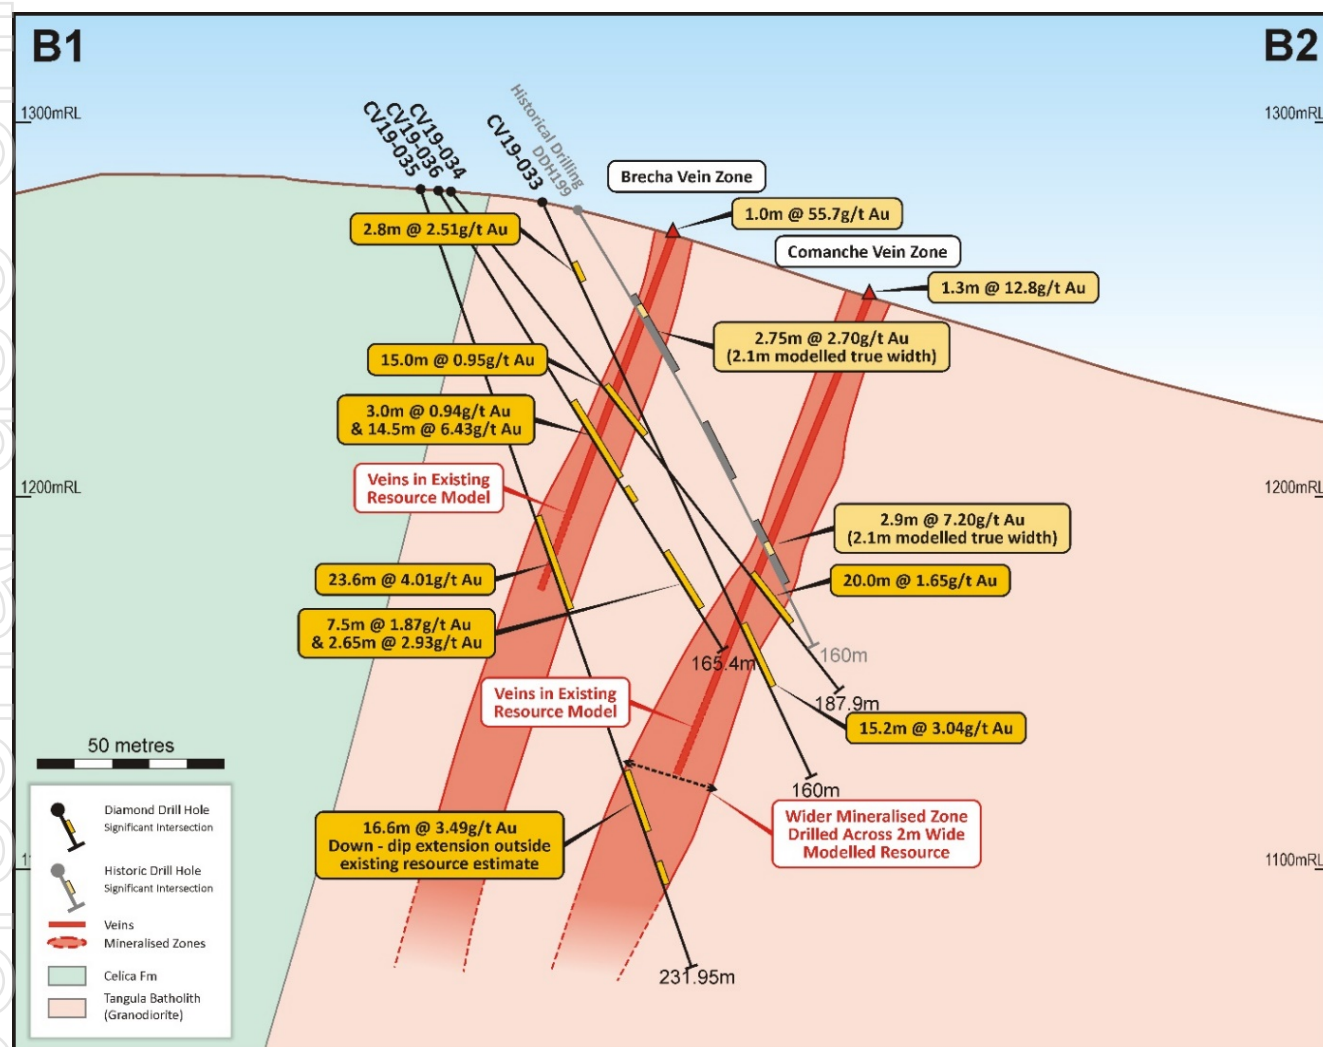 B1
B2
1300mRL
1300mRL
CV19-035
CV19-036
CV19-034
CV19-033
Historical Drilling
DDH199
Brecha Vein Zone
1.0m @ 55.7g/t Au
2.8m @ 2.51g/t Au
Comanche Vein Zone
1.3m @ 12.8g/t Au
2.75m @ 2.70g/t Au
(2.1m modelled true width)
15.0m @ 0.95g/t Au
3.0m @ 0.94g/t Au
& 14.5m @ 6.43g/t Au
Veins in Existing
Resource Model
1200mRL
1200mRL
2.9m @ 7.20g/t Au
(2.1m modelled true width)
23.6m @ 4.01g/t Au
20.0m @ 1.65g/t Au
7.5m @ 1.87g/t Au
& 2.65m @ 2.93g/t Au
165.4m
160m
Veins in Existing
Resource Model
187.9m
15.2m @ 3.04g/t Au
50 metres
160m
16.6m @ 3.49g/t Au
Down - dip extension outside
existing resource estimate
Wider Mineralised Zone
Drilled Across 2m Wide
Modelled Resource
1100mRL
231.95m
Diamond Drill Hole
Significant Intersection
Historic Drill Hole
Significant Intersection
Veins
Mineralised Zones
Celica Fm
Tangula Batholith
(Granodiorite)